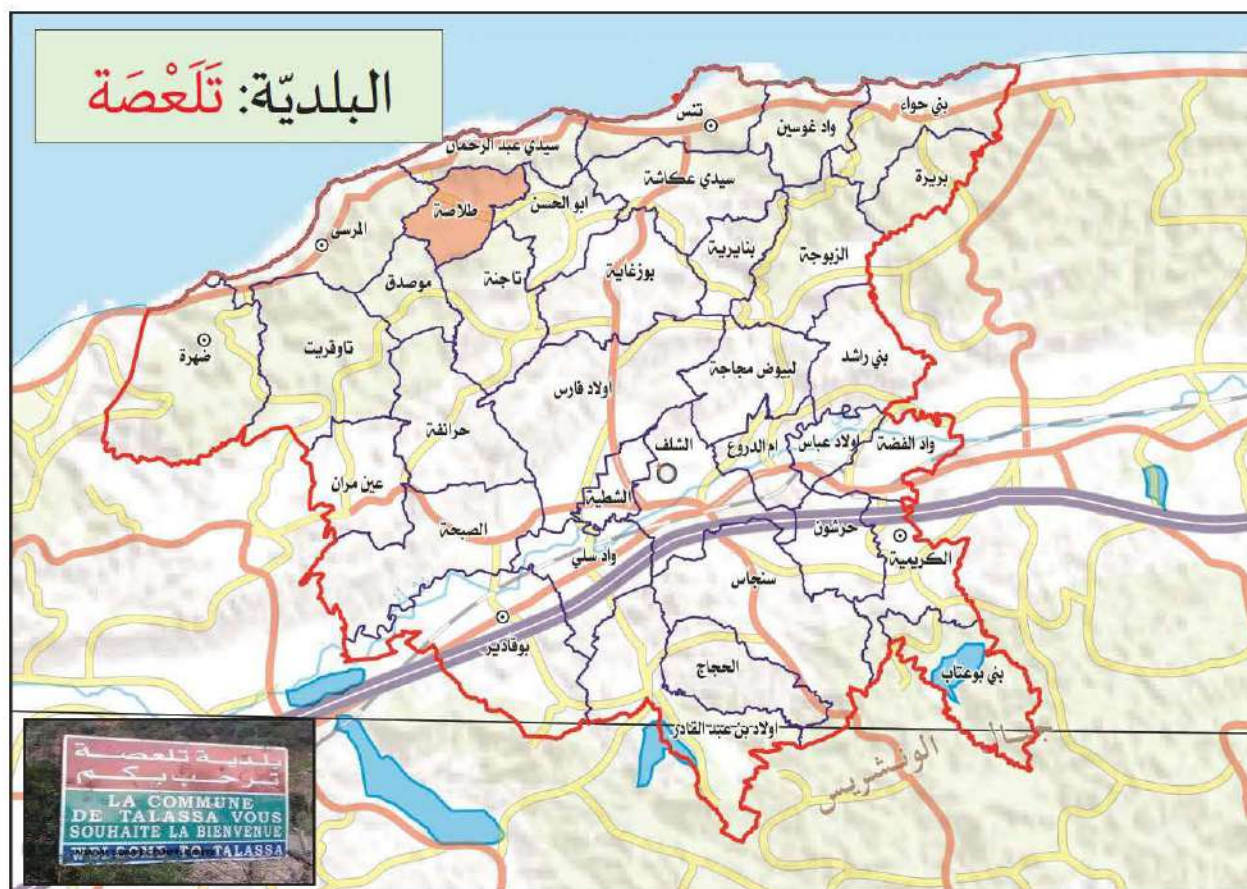 البلديّة: تَلَعْصَة
بني حواء
تنس
واد غوسين
سيدي عبد الرحمان
بريرة
سيدي عكاشة
ابو الحسن
طلاصة
المرسى
بنايرية
الزبوجة
بوزغاية
تاجنة
موصدق
ضهرة
تاوقريت
بني راشد
لبيوض مجاجة
اولاد فارس
حرانفة
الشلف
ام الدروع
اولاد عباس
واد الفضة
عين مران
الشطية
الصبحة
حرشون
الكريمية
واد سلي
سنجاس
بوقادير
الحجاج
بني بوعتاب
اولاد بن عبد القادر
جبال الونشريس
بلدية تلعصة
ترحب بكم
LA COMMUNE
DE TALASSA VOUS
SOUHAITE LA BIENVENUE
TO TALASSA